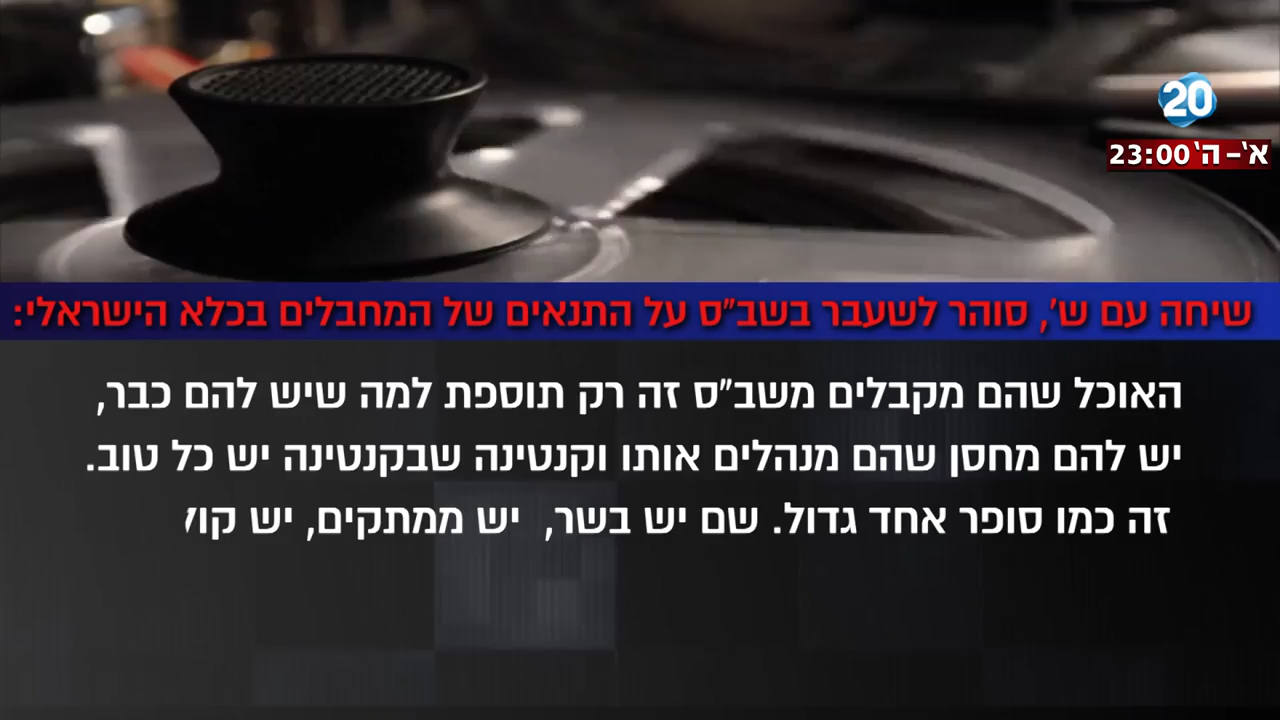 20
א'-ה' 23:00
שיחה עם ש', סוהר לשעבר בשב"ס על התנאים של המחבלים בכלא הישראלי:
האוכל שהם מקבלים משב"ס זה רק תוספת למה שיש להם כבר,
יש להם מחסן שהם מנהלים אותו וקנטינה שבקנטינה יש כל טוב.
זה כמו סופר אחד גדול. שם יש בשר, יש ממתקים, יש